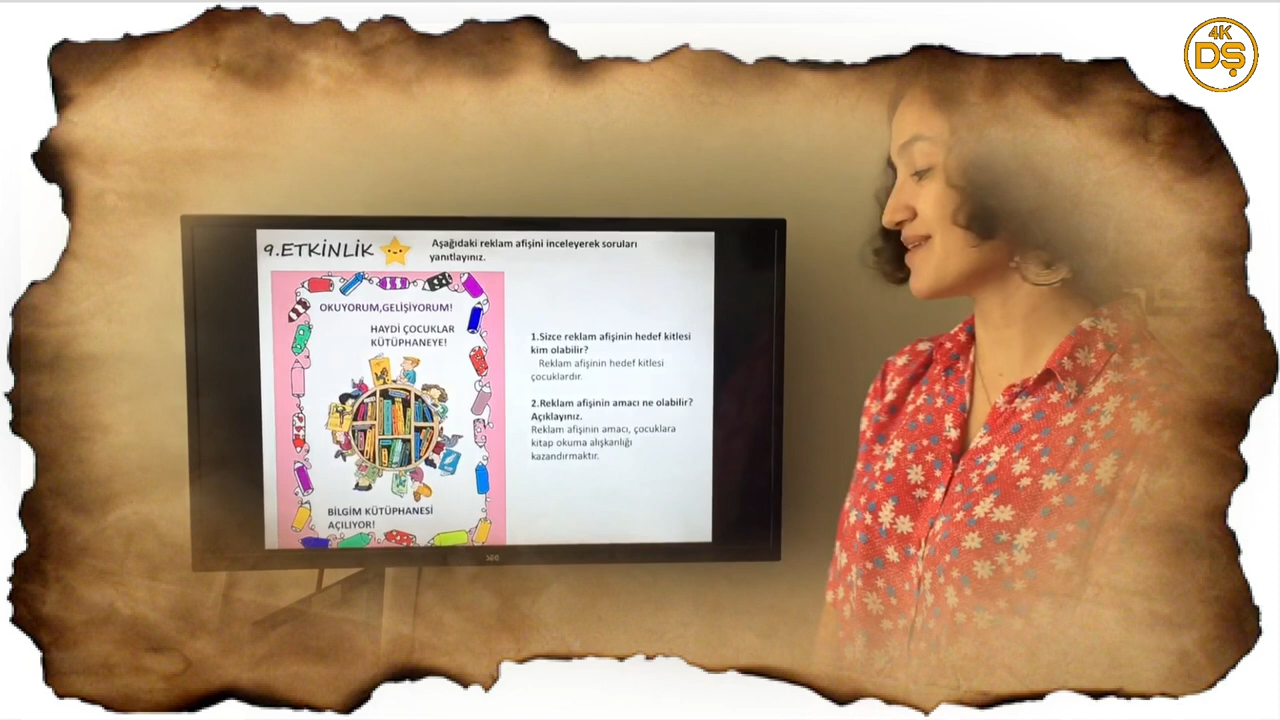 4K
DŞ
9.ETKİNLİK
Aşağıdaki reklam afişini inceleyerek soruları
yanıtlayınız.
OKUYORUM,GELİŞİYORUM!
HAYDİ ÇOCUKLAR
KÜTÜPHANEYE!
BİLGİM KÜTÜPHANESİ
AÇILIYOR!
1.Sizce reklam afişinin hedef kitlesi
kim olabilir?
Reklam afişinin hedef kitlesi
çocuklardır.
2.Reklam afişinin amacı ne olabilir?
Açıklayınız.
Reklam afişinin amacı, çocuklara
kitap okuma alışkanlığı
kazandırmaktır.
SEG